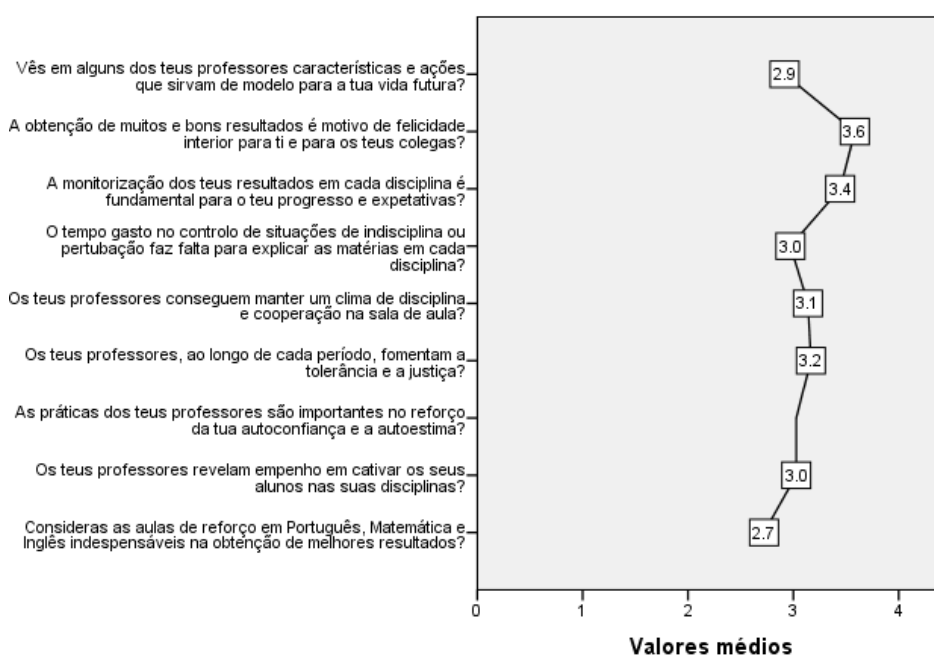 Vês em alguns dos teus professores características e ações
que sirvam de modelo para a tua vida futura?
2.9
A obtenção de muitos e bons resultados é motivo de felicidade
interior para ti e para os teus colegas?
3.6
A monitorização dos teus resultados em cada disciplina é
fundamental para o teu progresso e expetativas?
3.4
O tempo gasto no controlo de situações de indisciplina ou
pertubação faz falta para explicar as matérias em cada
disciplina?
3.0
Os teus professores conseguem manter um clima de disciplina
e cooperação na sala de aula?
3.1
Os teus professores, ao longo de cada período, fomentam a
tolerância e a justiça?
3.2
As práticas dos teus professores são importantes no reforço
da tua autoconfiança e a autoestima?
Os teus professores revelam empenho em cativar os seus
alunos nas suas disciplinas?
3.0
Consideras as aulas de reforço em Português, Matemática e
Inglês indespensáveis na obtenção de melhores resultados?
2.7
0 1 2 3 4
Valores médios